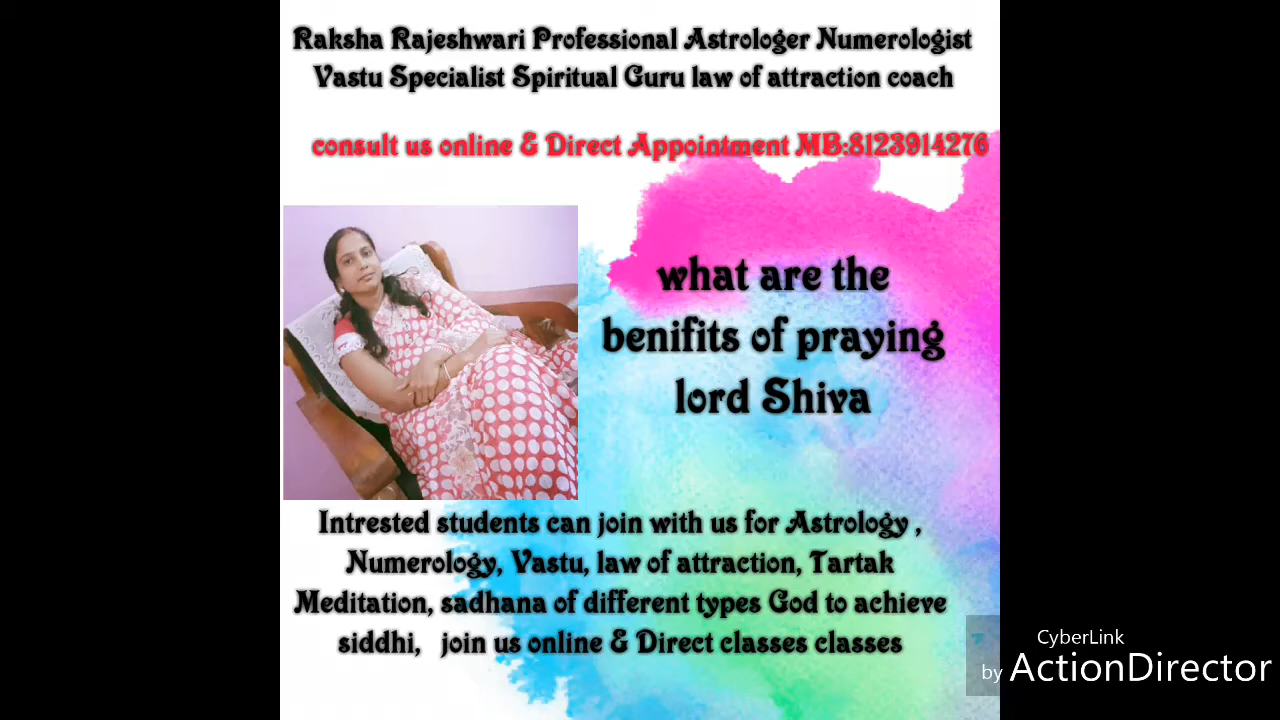 Raksha Rajeshwari Professional Astrologer Numerologist
Vastu Specialist Spiritual Guru law of attraction coach
consult us online & Direct Appointment MB:8123914276
what are the
benifits of praying
lord Shiva
Intrested students can join with us for Astrology ,
Numerology, Vastu, law of attraction, Tartak
Meditation, sadhana of different types God to achieve
siddhi, join us online & Direct classes classes
CyberLink
by ActionDirector